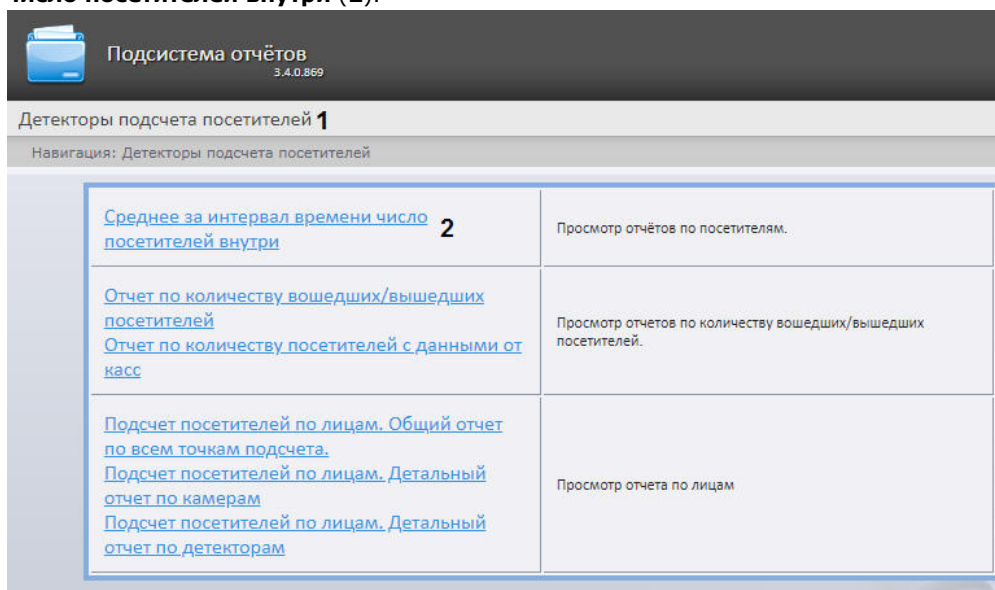 число посетителей внутри (2).
Подсистема отчётов
3.4.0.869
Детекторы подсчета посетителей 1
Навигация: Детекторы подсчета посетителей
Среднее за интервал времени число
посетителей внутри
2
Просмотр отчётов по посетителям.
Отчет по количеству вошедших/вышедших
посетителей
Отчет по количеству посетителей с данными от
касс
Просмотр отчетов по количеству вошедших/вышедших
посетителей.
Подсчет посетителей по лицам. Общий отчет
по всем точкам подсчета.
Подсчет посетителей по лицам. Детальный
отчет по камерам
Подсчет посетителей по лицам. Детальный
отчет по детекторам
Просмотр отчета по лицам